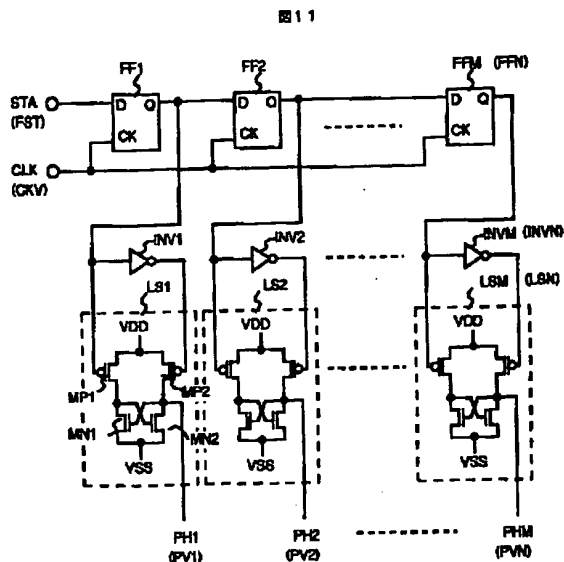 図11
FF1
FF2
FFM (FFN)
STA
(FST)
D Q
CK
D Q
CK
D Q
CK
CLK
(CKV)
INV1
INV2
INVM (INVN)
LS1
LS2
LSM (LSN)
VDD
VDD
VDD
MP1
MP2
MN1
MN2
VSS
VSS
VSS
PH1
(PV1)
PH2
(PV2)
PHM
(PVN)